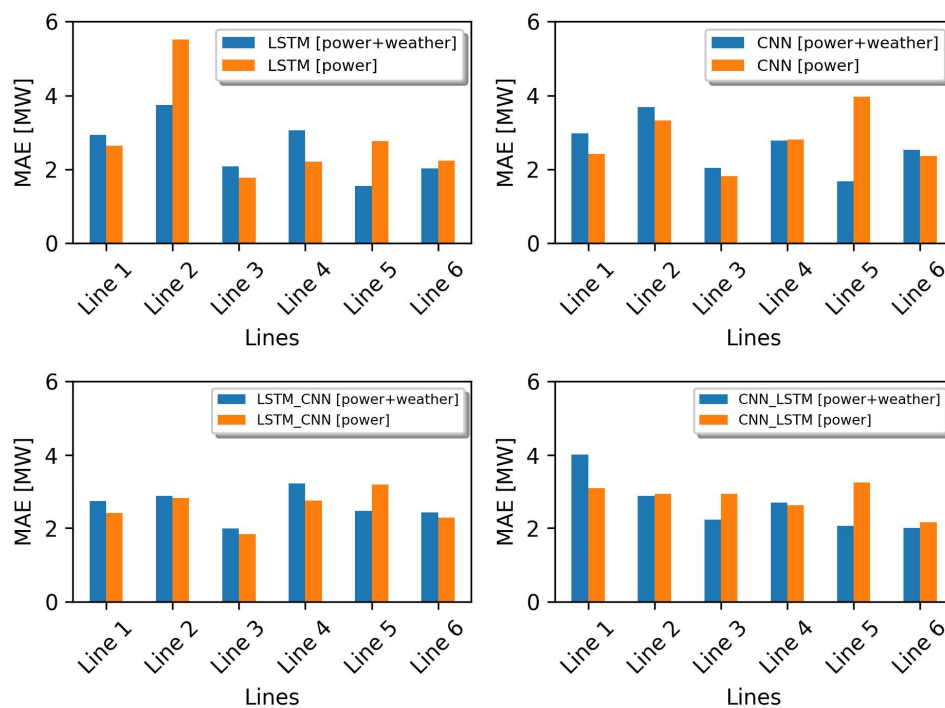 MAE [MW]
6
4
2
0
LSTM [power+weather]
LSTM [power]
Line 1
Line 2
Line 3
Line 4
Line 5
Line 6
Lines
MAE [MW]
6
4
2
0
CNN [power+weather]
CNN [power]
Line 1
Line 2
Line 3
Line 4
Line 5
Line 6
Lines
MAE [MW]
6
4
2
0
LSTM_CNN [power+weather]
LSTM_CNN [power]
Line 1
Line 2
Line 3
Line 4
Line 5
Line 6
Lines
MAE [MW]
6
4
2
0
CNN_LSTM [power+weather]
CNN_LSTM [power]
Line 1
Line 2
Line 3
Line 4
Line 5
Line 6
Lines